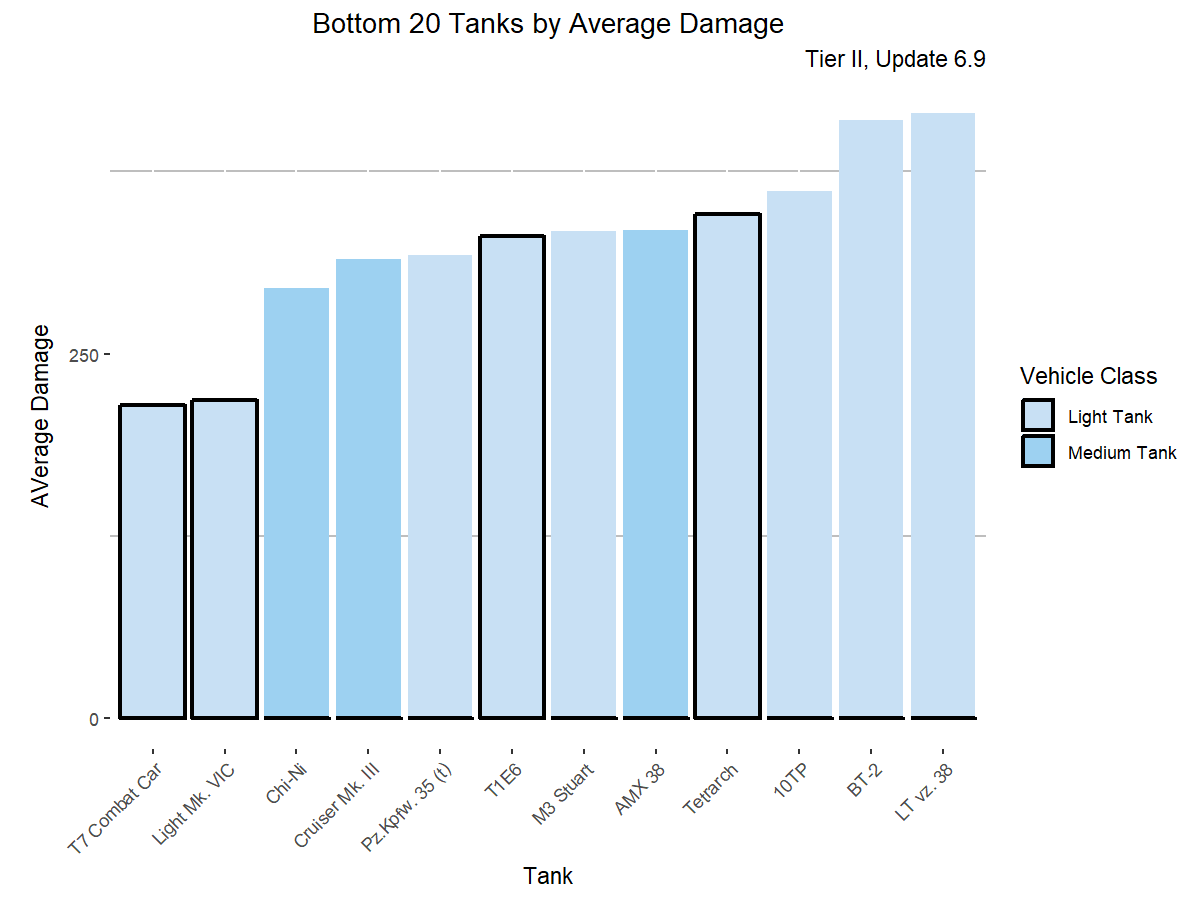 Bottom 20 Tanks by Average Damage
Tier II, Update 6.9
AVerage Damage
250
0
T7 Combat Car
Light Mk. VIC
Chi-Ni
Cruiser Mk. III
Pz.Kpfw. 35 (t)
T1E6
M3 Stuart
AMX 38
Tetrarch
10TP
BT-2
LT vz. 38
Tank
Vehicle Class
Light Tank
Medium Tank